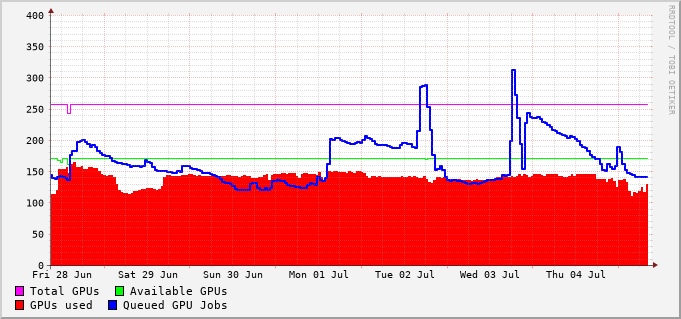 400
350
300
250
200
150
100
50
0
Fri 28 Jun Sat 29 Jun Sun 30 Jun Mon 01 Jul Tue 02 Jul Wed 03 Jul Thu 04 Jul
Total GPUs Available GPUs
GPUs used Queued GPU Jobs
RRDTOOL / TOBI OETIKER